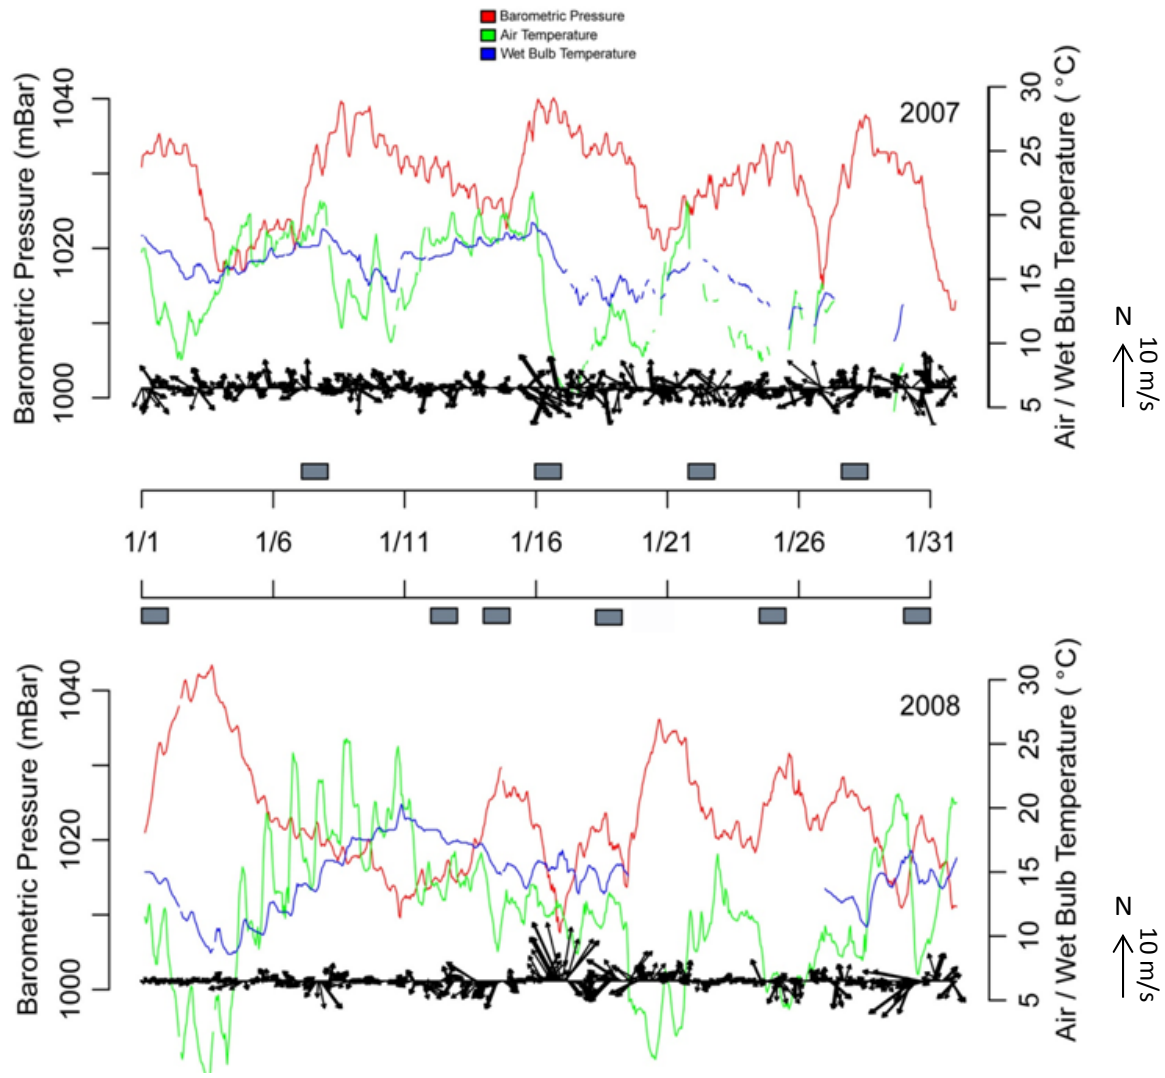 Barometric Pressure
Air Temperature
Wet Bulb Temperature
2007
Barometric Pressure (mBar)
1040
1020
1000
30
25
20
15
10
5
Air / Wet Bulb Temperature ( °C)
N
10 m/s
1/1 1/6 1/11 1/16 1/21 1/26 1/31
2008
Barometric Pressure (mBar)
1040
1020
1000
30
25
20
15
10
5
Air / Wet Bulb Temperature ( °C)
N
10 m/s